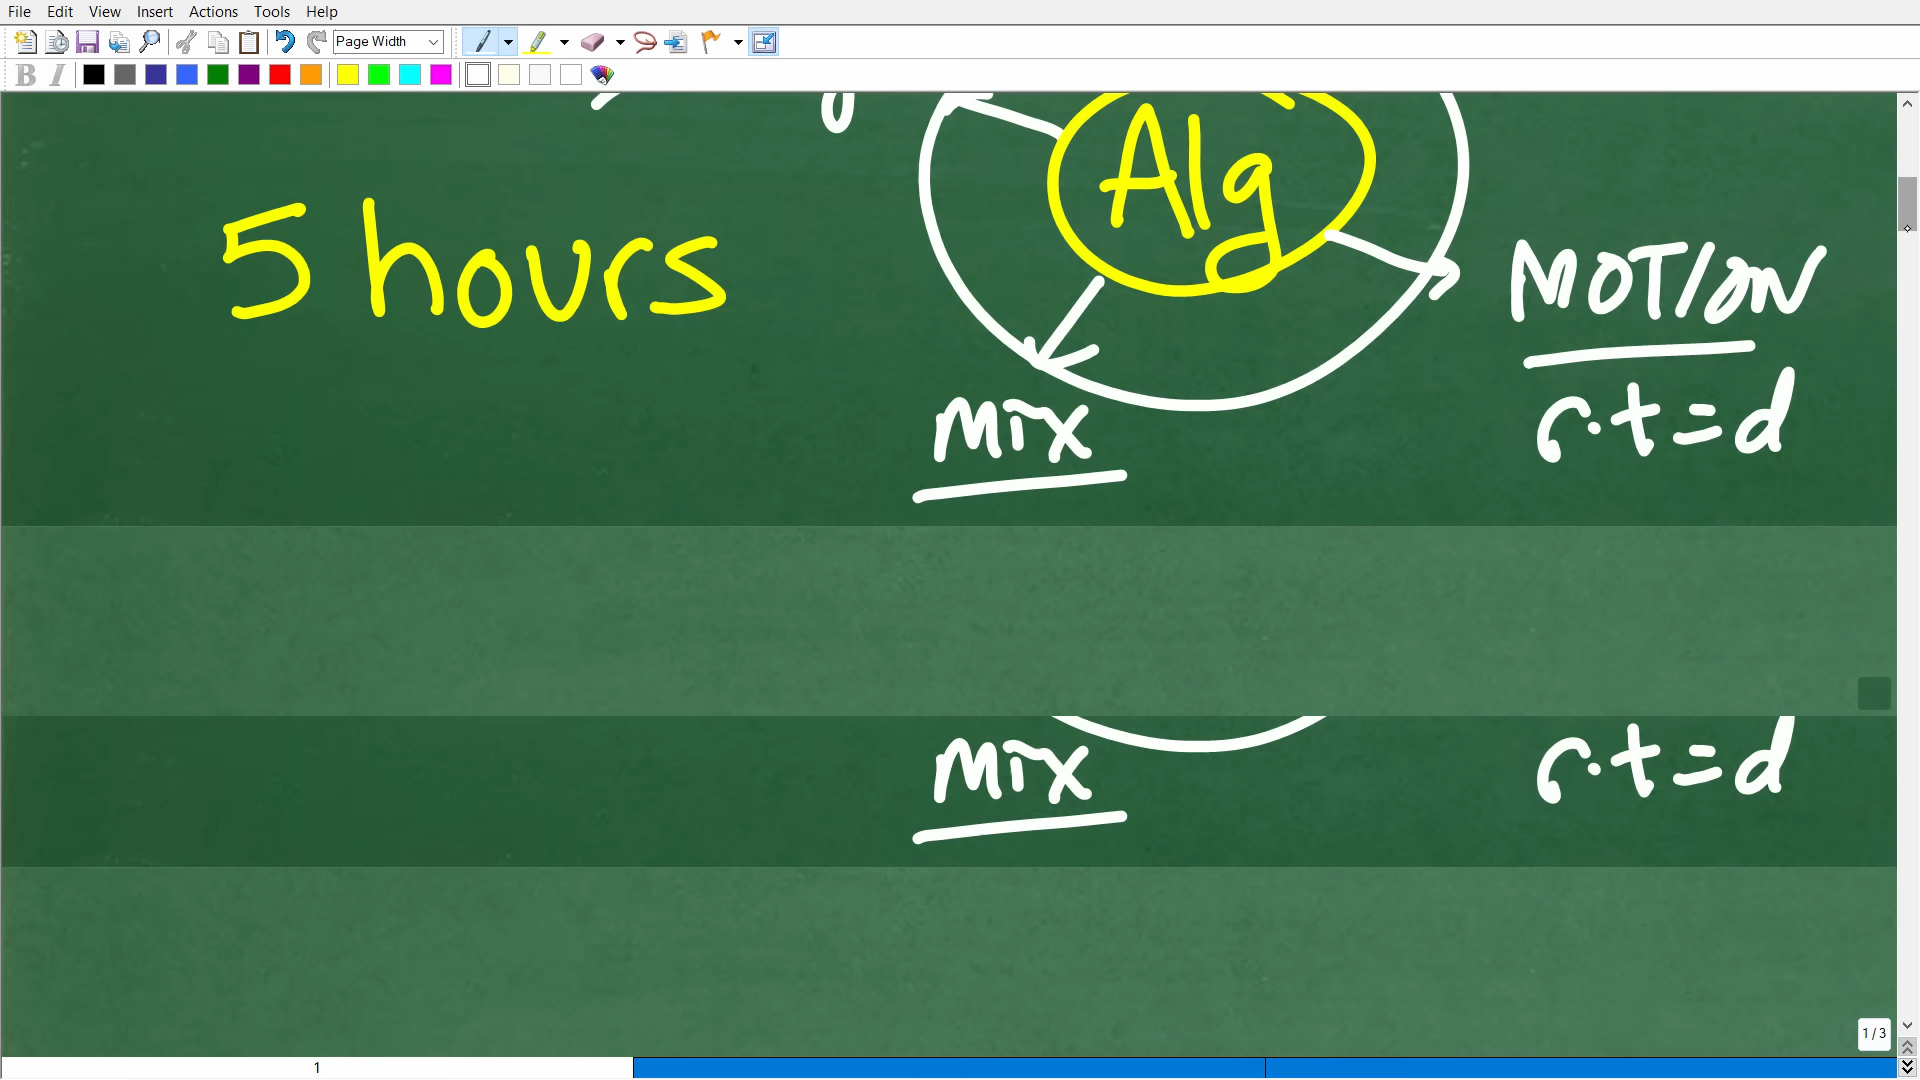 File Edit View Insert Actions Tools Help
Page Width
B I
Alg
5 hours
MOTION
Mix
r·t=d
Mix
r·t=d
1/3
1